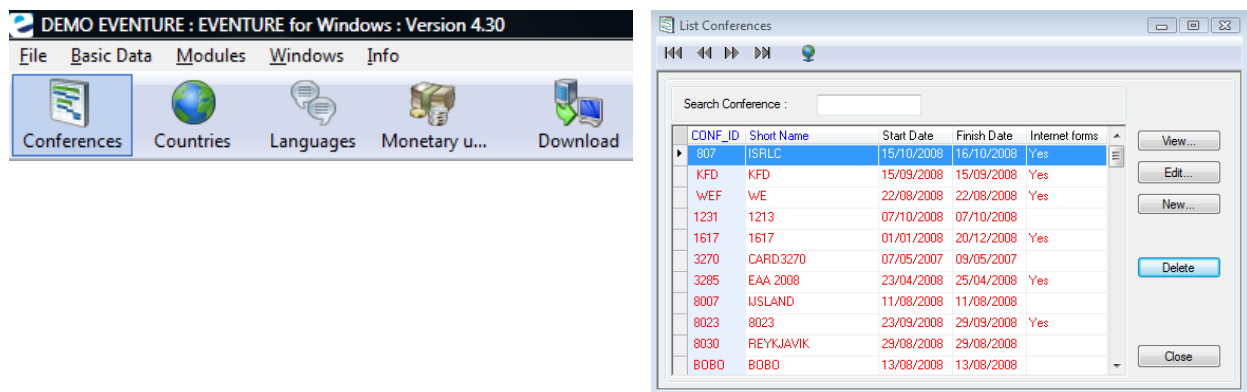 DEMO EVENTURE : EVENTURE for Windows : Version 4.30
File Basic Data Modules Windows Info
Conferences Countries Languages Monetary u... Download
List Conferences
Search Conference :
CONF_ID Short Name Start Date Finish Date Internet forms
807 ISRLC 15/10/2008 16/10/2008 Yes
KFD KFD 15/09/2008 15/09/2008 Yes
WEF WE 22/08/2008 22/08/2008 Yes
1231 1213 07/10/2008 07/10/2008
1617 1617 01/01/2008 20/12/2008 Yes
3270 CARD3270 07/05/2007 09/05/2007
3285 EAA 2008 23/04/2008 25/04/2008 Yes
8007 IJSLAND 11/08/2008 11/08/2008
8023 8023 23/09/2008 29/09/2008 Yes
8030 REYKJAVIK 29/08/2008 29/08/2008
BOBO BOBO 13/08/2008 13/08/2008
View...
Edit...
New...
Delete
Close